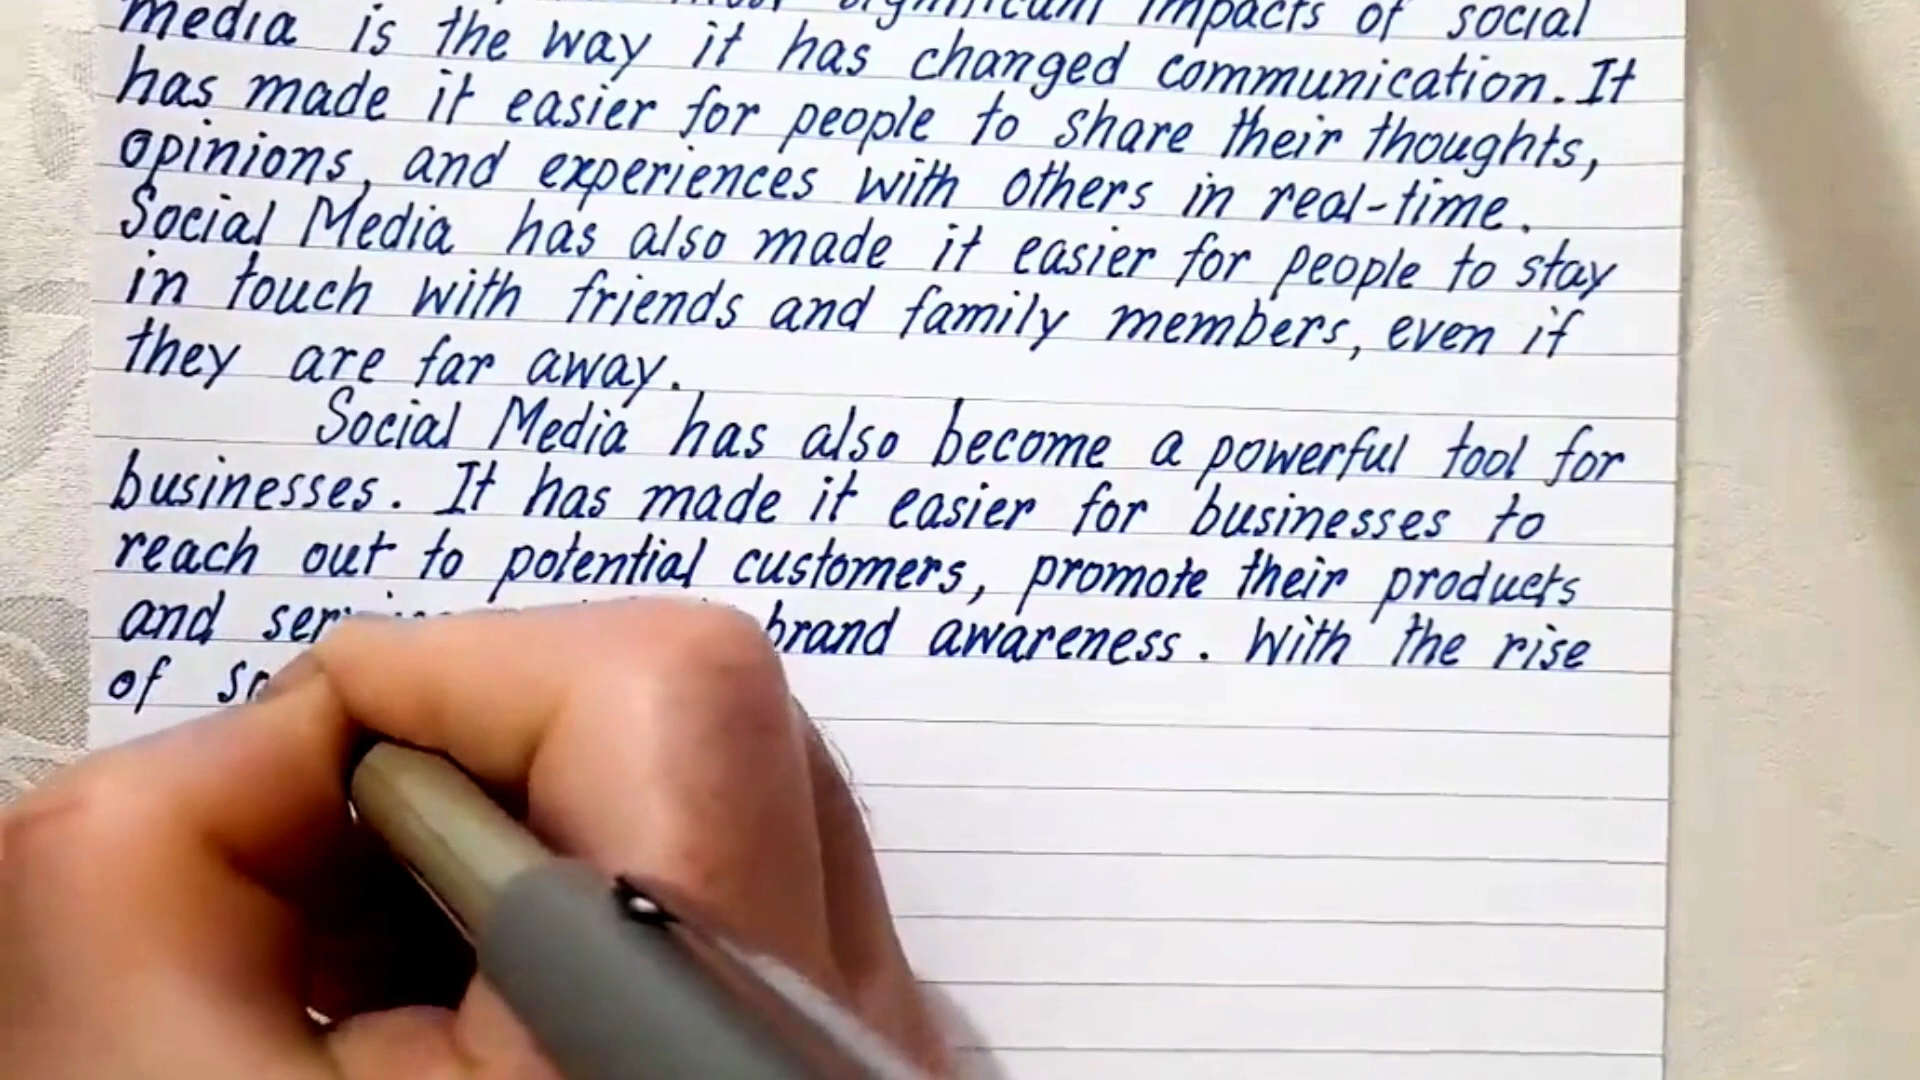 significant impacts of social
media is the way it has changed communication. It
has made it easier for people to share their thoughts,
opinions, and experiences with others in real-time.
Social Media has also made it easier for people to stay
in touch with friends and family members, even if
they are far away.
Social Media has also become a powerful tool for
businesses. It has made it easier for businesses to
reach out to potential customers, promote their products
and brand awareness. With the rise
of